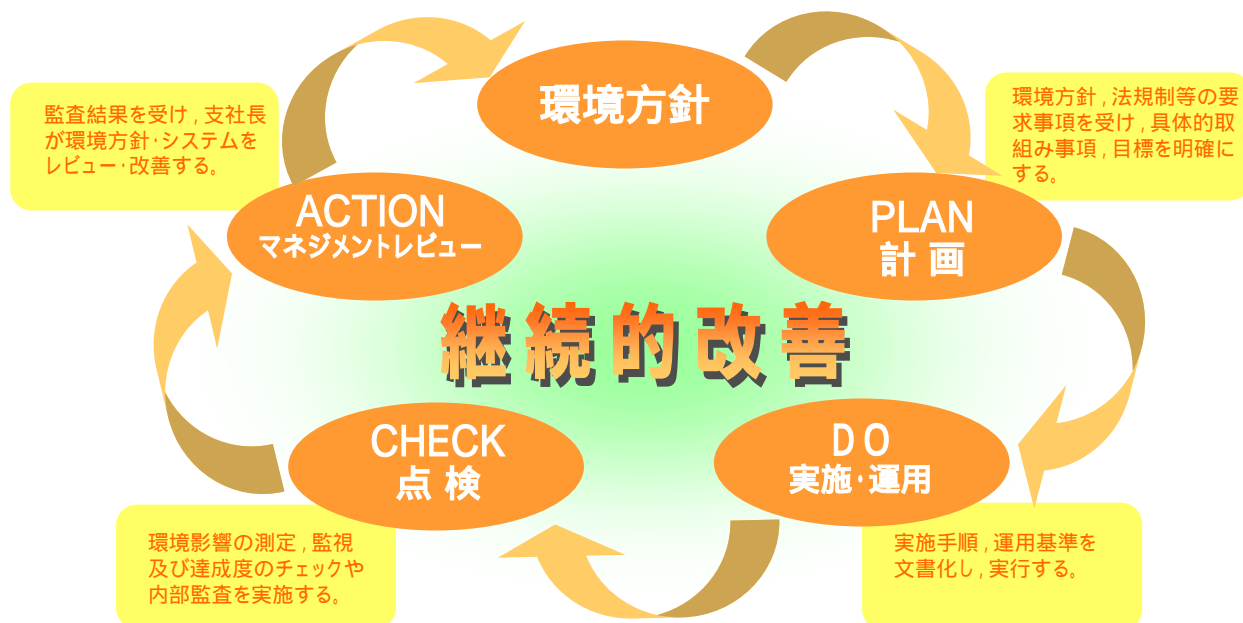 環境方針
監査結果を受け,支社長
が環境方針・システムを
レビュー・改善する。
環境方針,法規制等の要
求事項を受け,具体的取
組み事項,目標を明確に
する。
ACTION
マネジメントレビュー
PLAN
計画
継続的改善
CHECK
点検
DO
実施・運用
環境影響の測定,監視
及び達成度のチェックや
内部監査を実施する。
実施手順,運用基準を
文書化し,実行する。